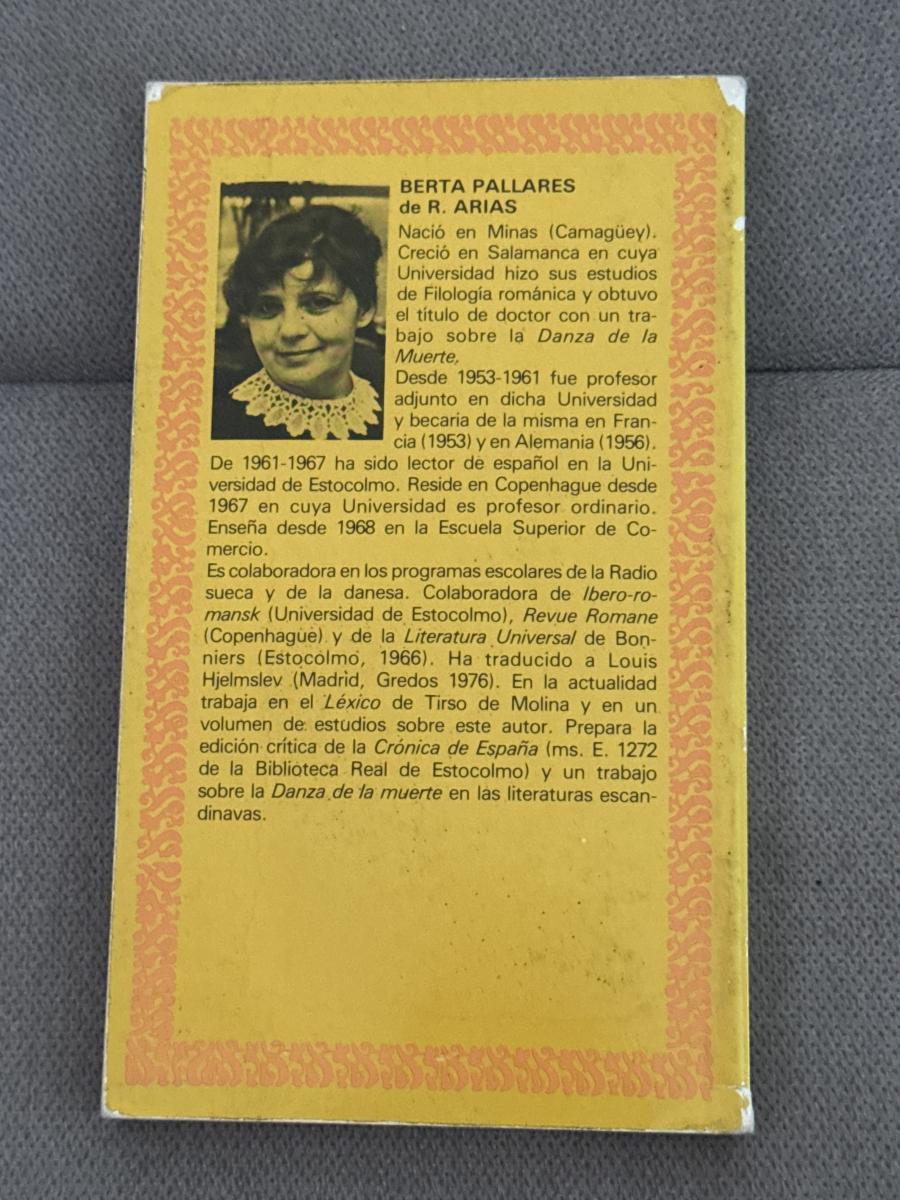 BERTA PALLARES
de R. ARIAS
Nació en Minas (Camagüey).
Creció en Salamanca en cuya
Universidad hizo sus estudios
de Filología románica y obtuvo
el título de doctor con un tra-
bajo sobre la Danza de la
Muerte.
Desde 1953-1961 fue profesor
adjunto en dicha Universidad
y becaria de la misma en Fran-
cia (1953) y en Alemania (1956).
De 1961-1967 ha sido lector de español en la Uni-
versidad de Estocolmo. Reside en Copenhague desde
1967 en cuya Universidad es profesor ordinario.
Enseña desde 1968 en la Escuela Superior de Co-
mercio.
Es colaboradora en los programas escolares de la Radio
sueca y de la danesa. Colaboradora de Ibero-ro-
mansk (Universidad de Estocolmo), Revue Romane
(Copenhague) y de la Literatura Universal de Bon-
niers (Estocolmo, 1966). Ha traducido a Louis
Hjelmslev (Madrid, Gredos 1976). En la actualidad
trabaja en el Léxico de Tirso de Molina y en un
volumen de estudios sobre este autor. Prepara la
edición crítica de la Crónica de España (ms. E. 1272
de la Biblioteca Real de Estocolmo) y un trabajo
sobre la Danza de la muerte en las literaturas escan-
dinavas.